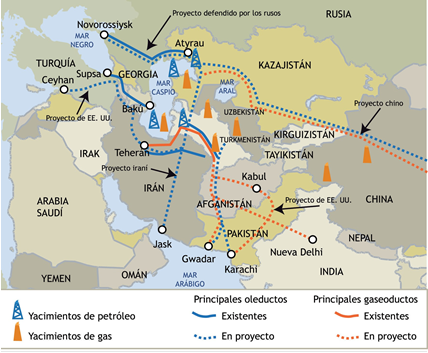 Proyecto defendido por los rusos
RUSIA
Novorossiysk
MAR
NEGRO
Atyrau
KAZAJISTÁN
TURQUÍA
Supsa
GEORGIA
MAR
CASPIO
MAR
ARAL
Ceyhan
Proyecto chino
Bakú
UZBEKISTÁN
Proyecto de EE. UU.
KIRGUIZISTÁN
TURKMENISTÁN
Teherán
TAYIKISTÁN
IRAK
Proyecto Iraní
Kabul
IRÁN
CHINA
ARABIA
SAUDÍ
AFGANISTÁN
Proyecto de EE. UU.
PAKISTÁN
Jask
NEPAL
Gwadar
Nueva Delhi
Karachi
YEMEN
OMÁN
MAR
ARÁBIGO
INDIA
Principales oleductos
Principales gaseoductos
Yacimientos de petróleo
Existentes
Existentes
Yacimientos de gas
En proyecto
En proyecto